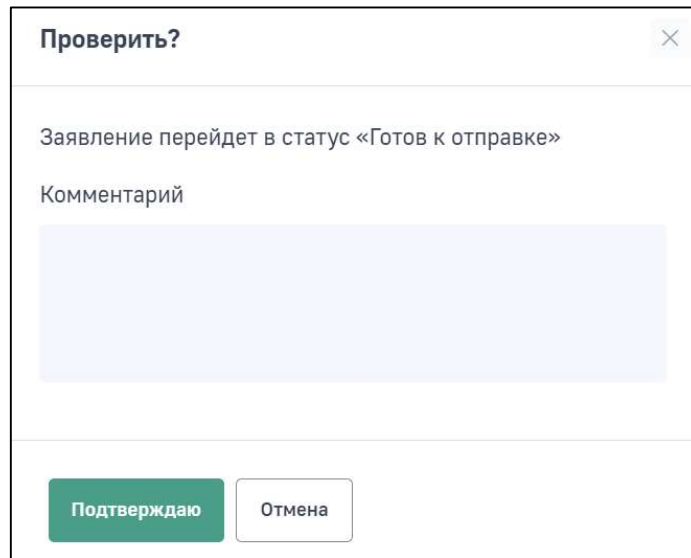 Проверить?
Заявление перейдет в статус «Готов к отправке»
Комментарий
Подтверждаю
Отмена